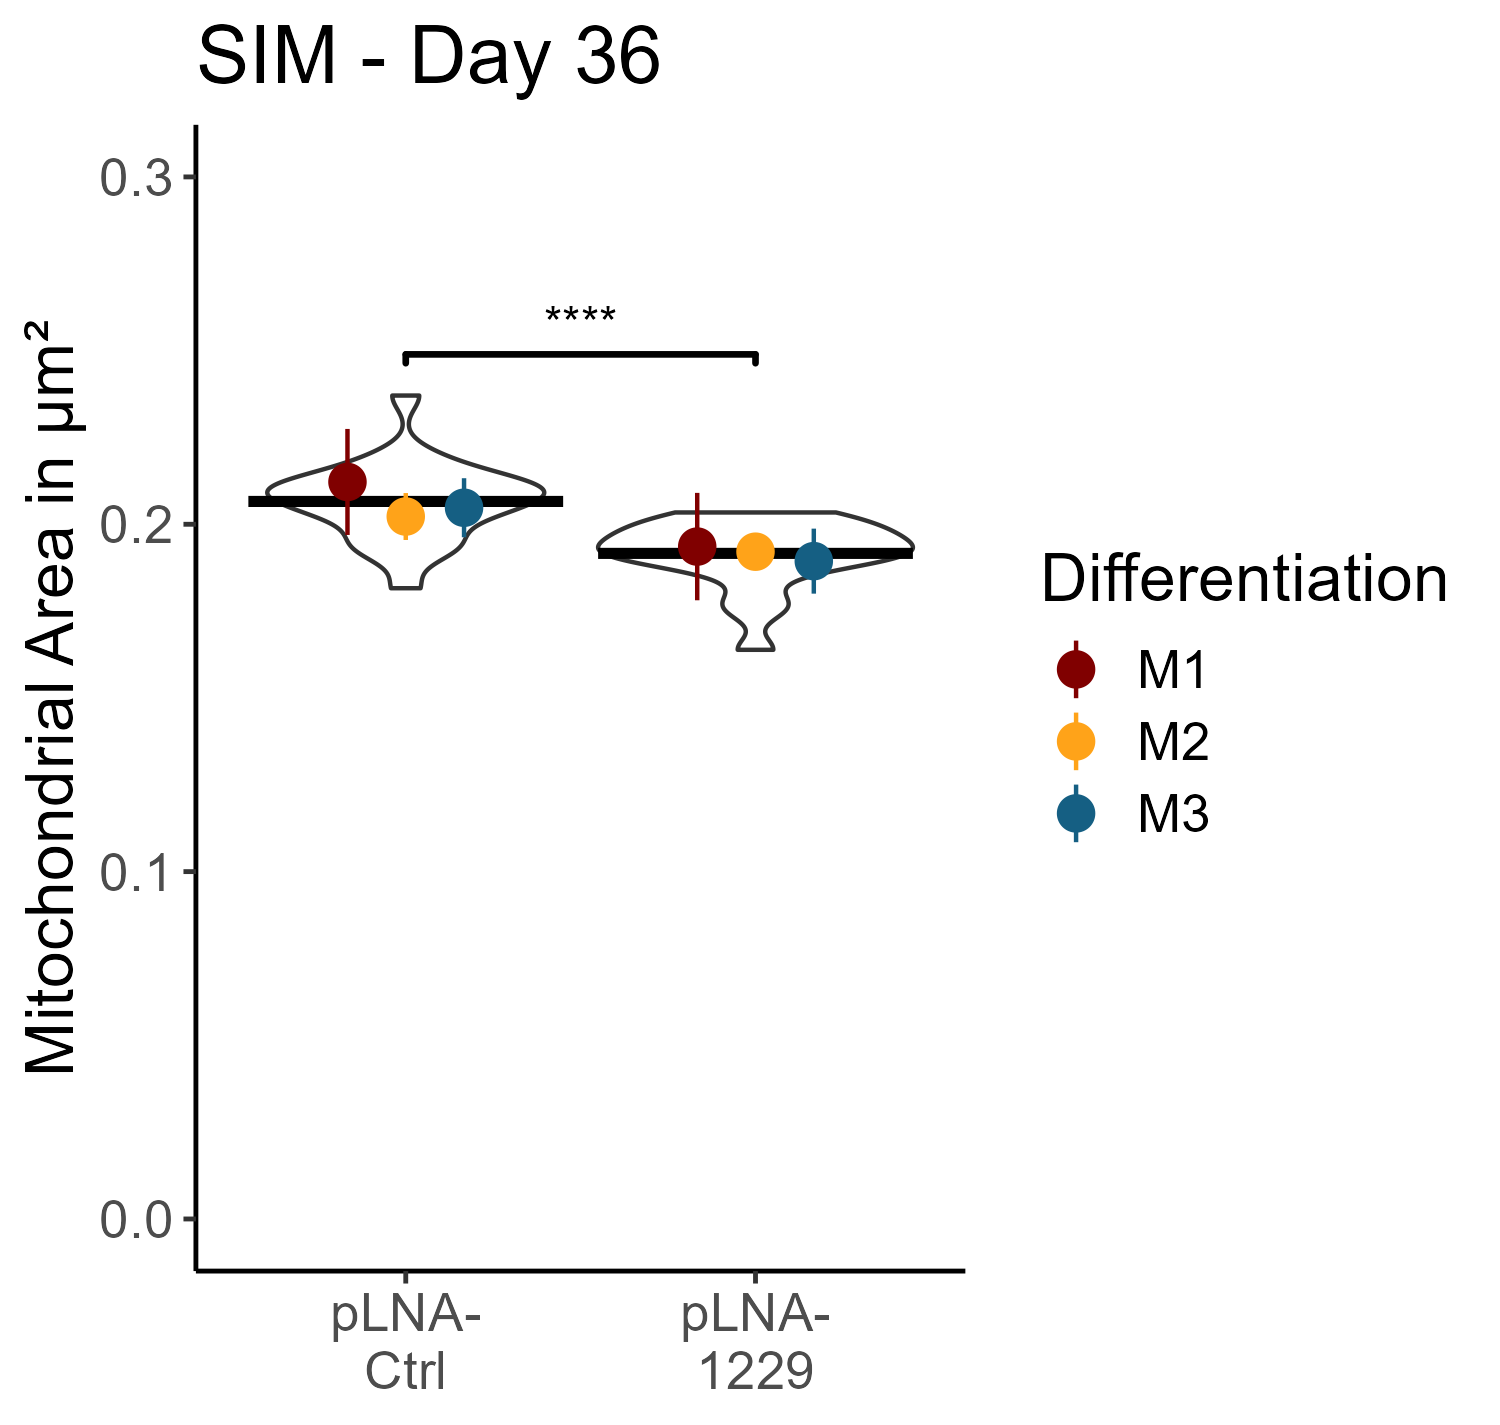 SIM - Day 36
Mitochondrial Area in µm²
0.3
0.2
0.1
0.0
****
pLNA-
Ctrl
pLNA-
1229
Differentiation
M1
M2
M3